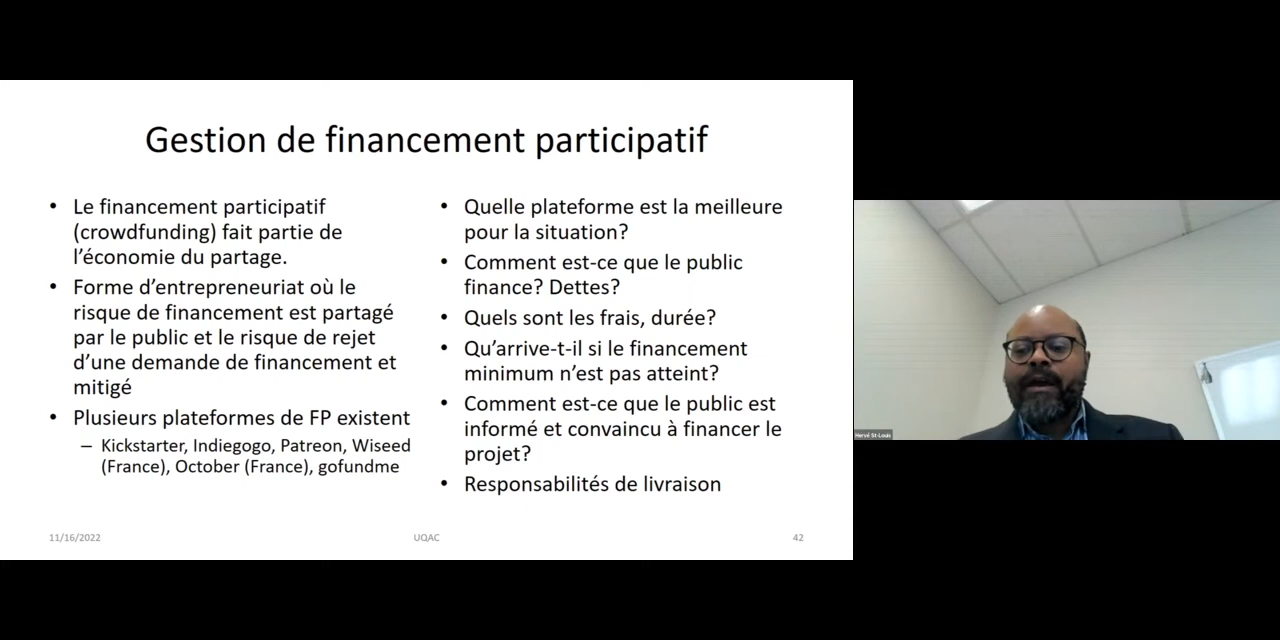 Gestion de financement participatif
• Le financement participatif
(crowdfunding) fait partie de
l’économie du partage.
• Forme d’entrepreneuriat où le
risque de financement est partagé
par le public et le risque de rejet
d’une demande de financement et
mitigé
• Plusieurs plateformes de FP existent
– Kickstarter, Indiegogo, Patreon, Wiseed
(France), October (France), gofundme
• Quelle plateforme est la meilleure
pour la situation?
• Comment est-ce que le public
finance? Dettes?
• Quels sont les frais, durée?
• Qu’arrive-t-il si le financement
minimum n’est pas atteint?
• Comment est-ce que le public est
informé et convaincu à financer le
projet?
• Responsabilités de livraison
11/16/2022
UQAC
42
Hervé St-Louis